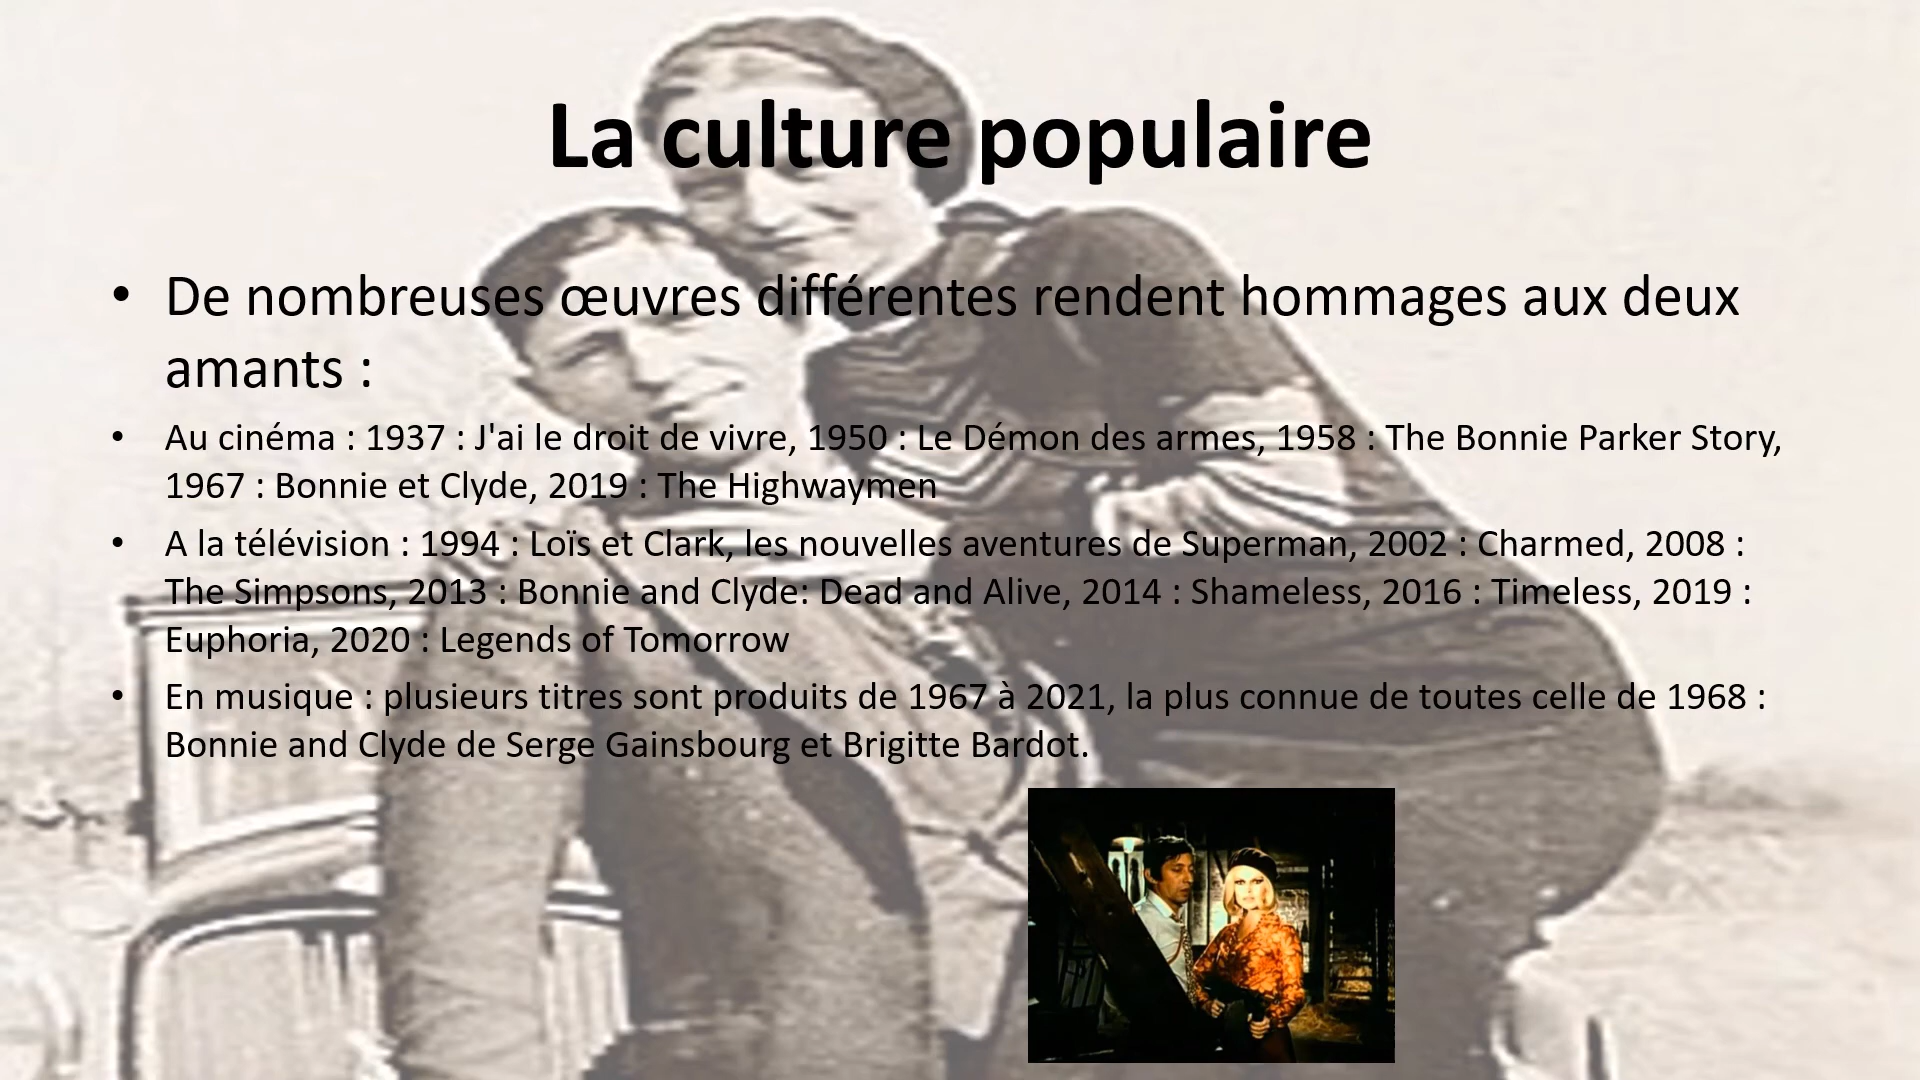 La culture populaire
• De nombreuses œuvres différentes rendent hommages aux deux
amants :
• Au cinéma : 1937 : J'ai le droit de vivre, 1950 : Le Démon des armes, 1958 : The Bonnie Parker Story,
1967 : Bonnie et Clyde, 2019 : The Highwaymen
• A la télévision : 1994 : Loïs et Clark, les nouvelles aventures de Superman, 2002 : Charmed, 2008 :
The Simpsons, 2013 : Bonnie and Clyde: Dead and Alive, 2014 : Shameless, 2016 : Timeless, 2019 :
Euphoria, 2020 : Legends of Tomorrow
• En musique : plusieurs titres sont produits de 1967 à 2021, la plus connue de toutes celle de 1968 :
Bonnie and Clyde de Serge Gainsbourg et Brigitte Bardot.